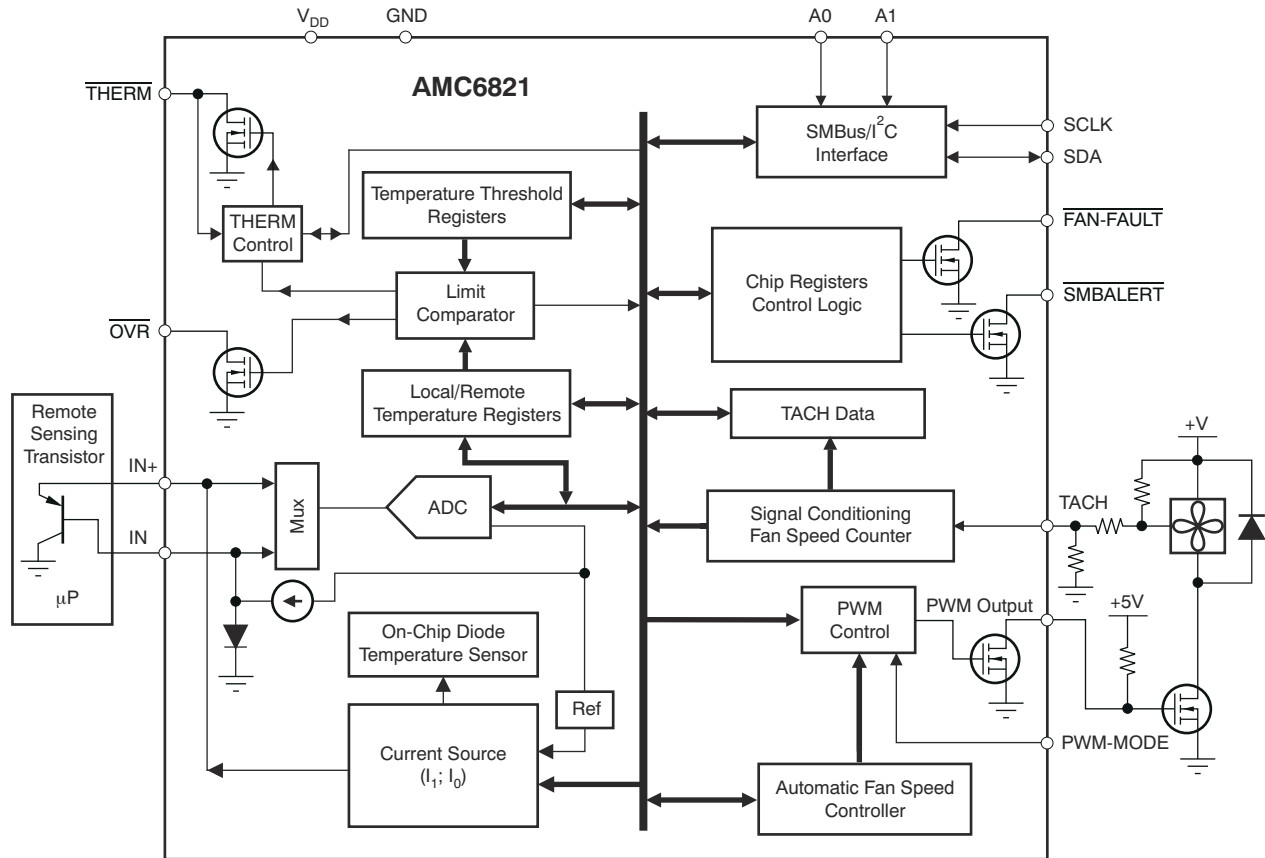 V_DD
GND
A0
A1
THERM
AMC6821
SMBus/I²C
Interface
SCLK
SDA
Temperature Threshold
Registers
THERM
Control
FAN-FAULT
Chip Registers
Control Logic
Limit
Comparator
SMBALERT
OVR
Local/Remote
Temperature Registers
TACH Data
Remote
Sensing
Transistor
+V
IN+
Mux
ADC
Signal Conditioning
Fan Speed Counter
TACH
IN
μP
PWM
Control
PWM Output
+5V
On-Chip Diode
Temperature Sensor
Ref
Current Source
(I₁; I₀)
PWM-MODE
Automatic Fan Speed
Controller